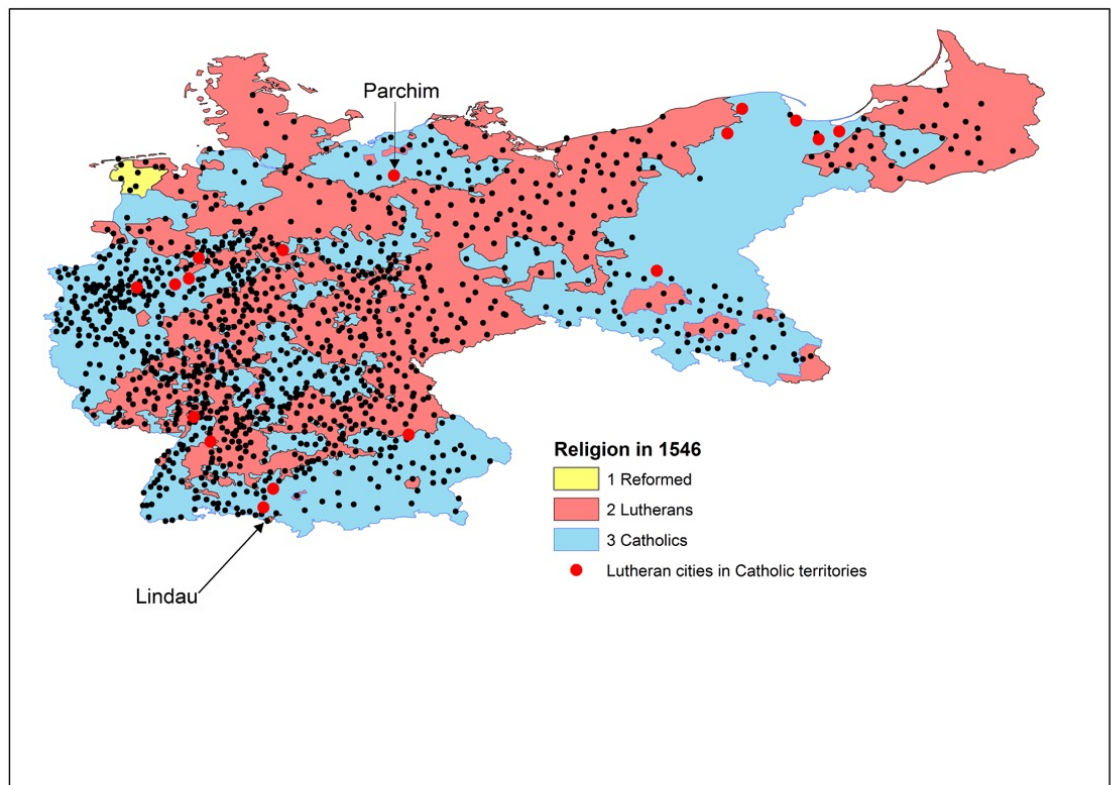 Parchim
Religion in 1546
1 Reformed
2 Lutherans
3 Catholics
Lutheran cities in Catholic territories
Lindau